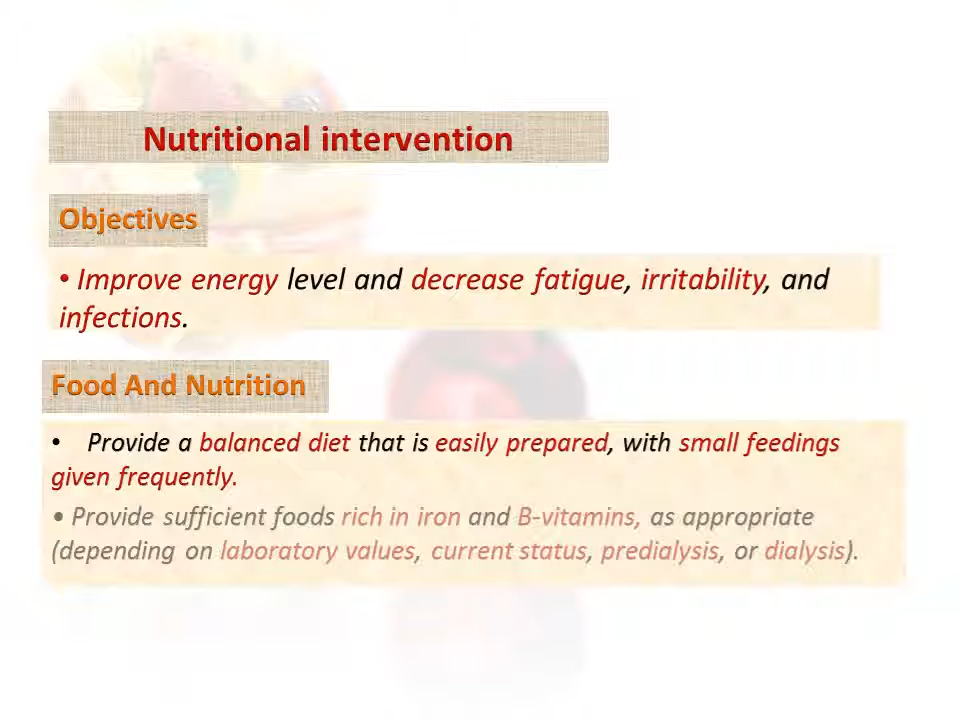 Nutritional intervention
Objectives
• Improve energy level and decrease fatigue, irritability, and
infections.
Food And Nutrition
• Provide a balanced diet that is easily prepared, with small feedings
given frequently.
• Provide sufficient foods rich in iron and B-vitamins, as appropriate
(depending on laboratory values, current status, predialysis, or dialysis).